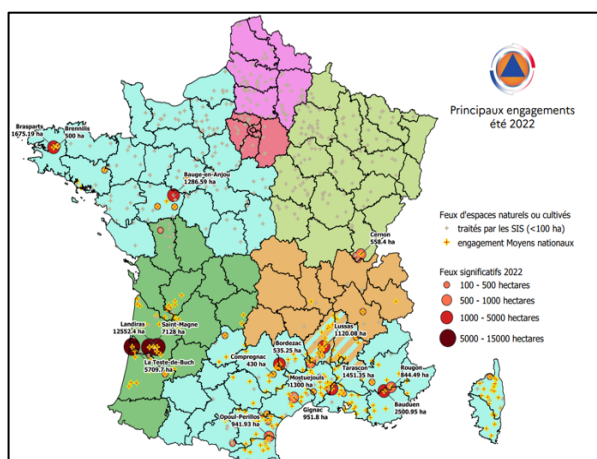 Principaux engagements
été 2022
Brasparts
1675.19 ha
Brennilis
500 ha
Bauge-en-Anjou
1286.59 ha
Cernon
558.4 ha
Feux d'espaces naturels ou cultivés
traités par les SIS (<100 ha)
engagement Moyens nationaux
Feux significatifs 2022
100 - 500 hectares
500 - 1000 hectares
1000 - 5000 hectares
5000 - 15000 hectares
Landiras
12552.4 ha
Saint-Magne
7128 ha
La Teste-de-Buch
5709.7 ha
Lussas
1120.08 ha
Bordezac
535.25 ha
Compregnac
430 ha
Mostuejouls
1300 ha
Tarascon
1451.35 ha
Rougon
844.49 ha
Gignac
951.8 ha
Bauduen
2500.95 ha
Opoul-Perillos
941.93 ha